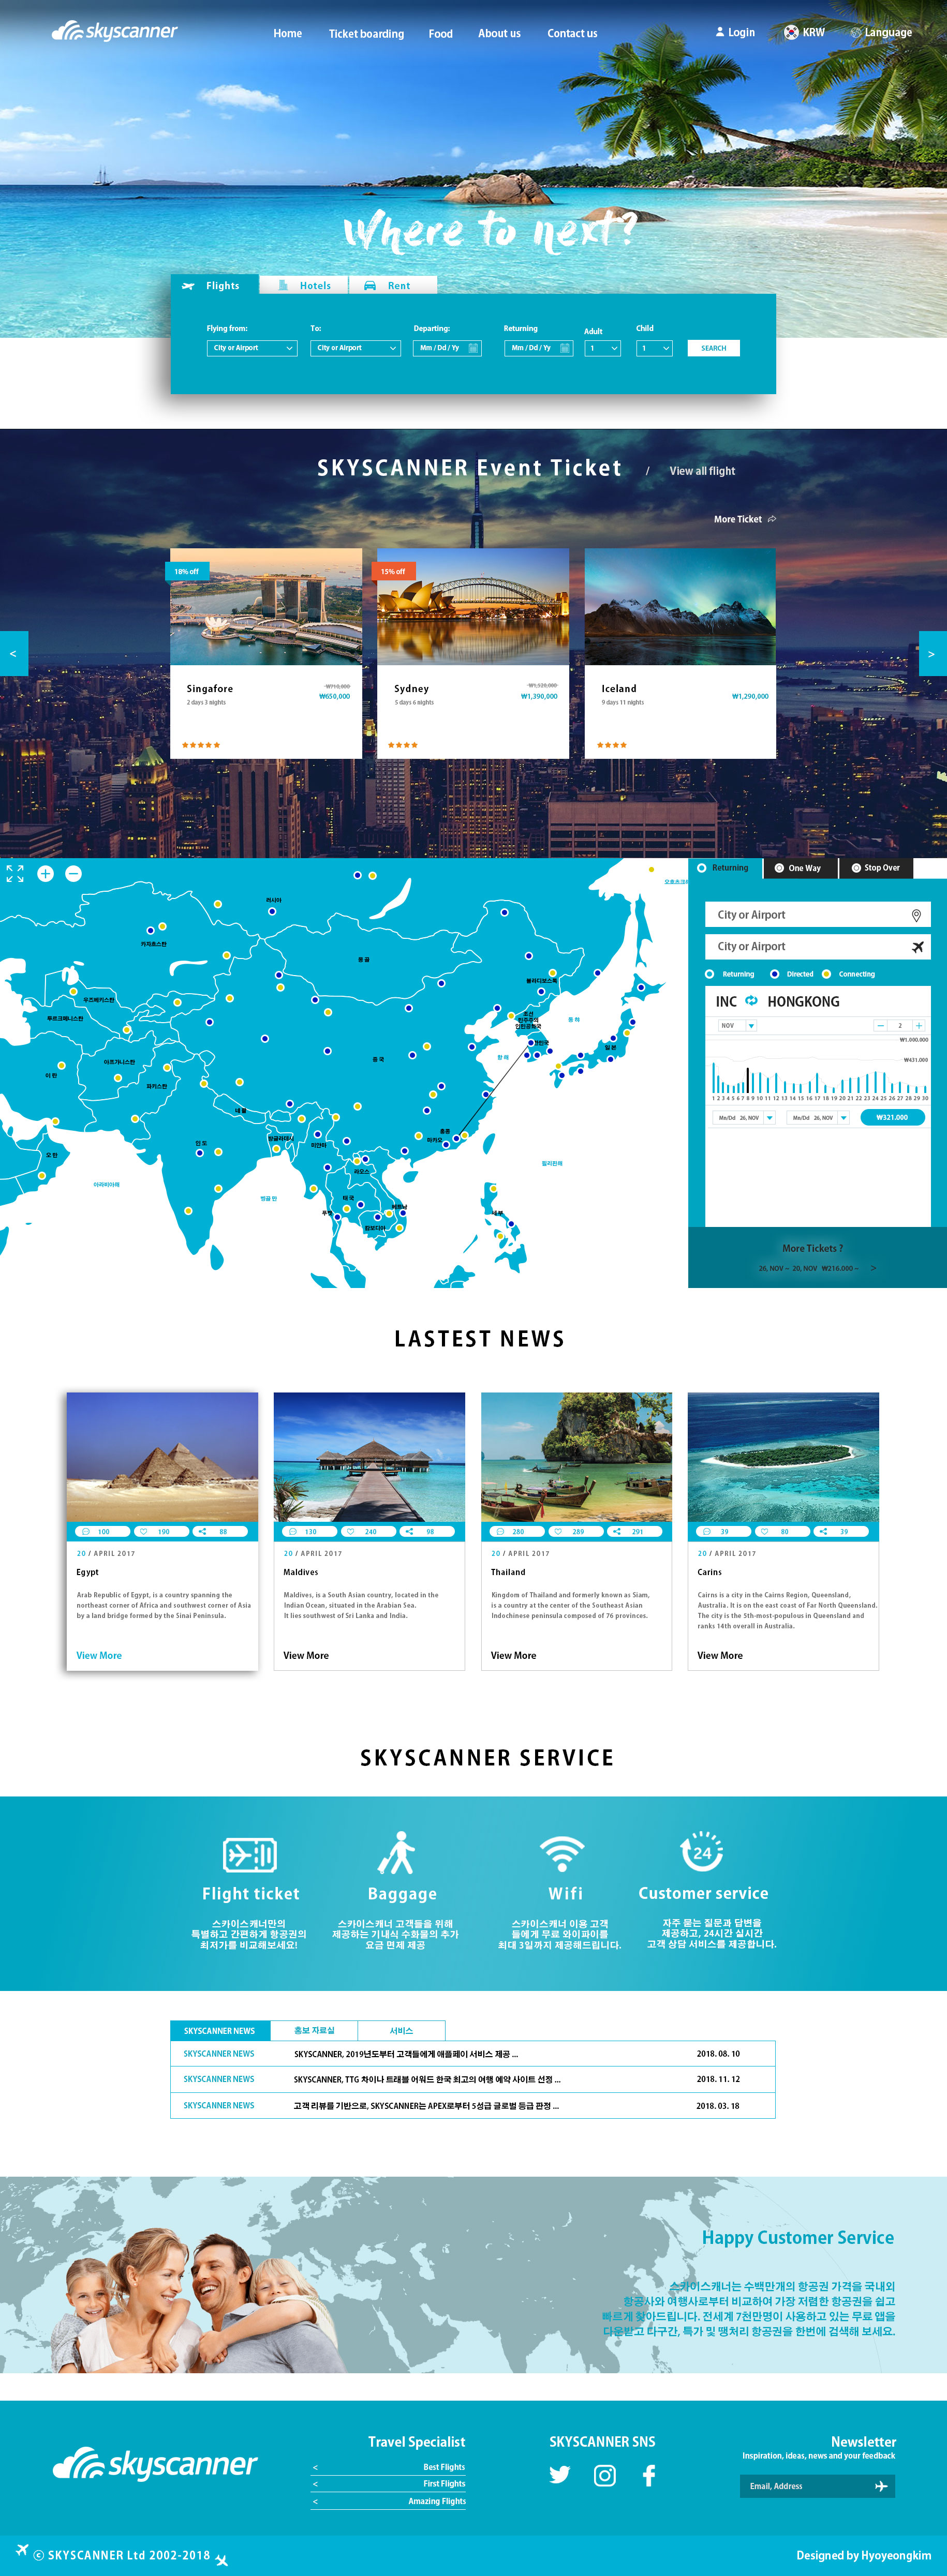 skyscanner
Home Ticket boarding Food About us Contact us
Login KRW Language
Where to next?
Flights Hotels Rent
Flying from: To: Departing: Returning Adult Child
City or Airport City or Airport Mm / Dd / Yy Mm / Dd / Yy 1 1 SEARCH
SKYSCANNER Event Ticket / View all flight
More Ticket
18% off 15% off
< >
Singafore ₩710,000 Sydney ₩1,520,000 Iceland
₩650,000 ₩1,390,000 ₩1,290,000
2 days 3 nights 5 days 6 nights 9 days 11 nights
Returning One Way Stop Over
City or Airport
City or Airport
Returning Directed Connecting
INC HONGKONG
NOV 2
₩1,000,000
₩431,000
1 2 3 4 5 6 7 8 9 10 11 12 13 14 15 16 17 18 19 20 21 22 23 24 25 26 27 28 29 30
Me/Dd 26, NOV Me/Dd 26, NOV ₩321.000
More Tickets ?
26, NOV ~ 20, NOV ₩216.000 ~ >
러시아
카자흐스탄
몽 골
우즈베키스탄
투르크메니스탄
블라디보스톡
동 해
일 본
황 해
아프가니스탄
중 국
이 란
파키스탄
네 팔
방글라데시
미얀마
홍콩
마카오
인 도
오 만
라오스
필리핀해
아라비아해
벵골 만
태 국
베트남
푸켓
캄보디아
세부
LASTEST NEWS
100 190 88
130 240 98
280 289 291
39 80 39
20 / APRIL 2017
Egypt
Arab Republic of Egypt, is a country spanning the
northeast corner of Africa and southwest corner of Asia
by a land bridge formed by the Sinai Peninsula.
View More
20 / APRIL 2017
Maldives
Maldives, is a South Asian country, located in the
Indian Ocean, situated in the Arabian Sea.
It lies southwest of Sri Lanka and India.
View More
20 / APRIL 2017
Thailand
Kingdom of Thailand and formerly known as Siam,
is a country at the center of the Southeast Asian
Indochinese peninsula composed of 76 provinces.
View More
20 / APRIL 2017
Carins
Cairns is a city in the Cairns Region, Queensland,
Australia. It is on the east coast of Far North Queensland.
The city is the 5th-most-populous in Queensland and
ranks 14th overall in Australia.
View More
SKYSCANNER SERVICE
Flight ticket
스카이스캐너만의
특별하고 간편하게 항공권의
최저가를 비교해보세요!
Baggage
스카이스캐너 고객들을 위해
제공하는 기내식 수화물의 추가
요금 면제 제공
Wifi
스카이스캐너 이용 고객
들에게 무료 와이파이를
최대 3일까지 제공해드립니다.
24
Customer service
자주 묻는 질문과 답변을
제공하고, 24시간 실시간
고객 상담 서비스를 제공합니다.
SKYSCANNER NEWS 홍보 자료실 서비스
SKYSCANNER NEWS SKYSCANNER, 2019년도부터 고객들에게 애플페이 서비스 제공 ... 2018. 08. 10
SKYSCANNER NEWS SKYSCANNER, TTG 차이나 트래블 어워드 한국 최고의 여행 예약 사이트 선정 ... 2018. 11. 12
SKYSCANNER NEWS 고객 리뷰를 기반으로, SKYSCANNER는 APEX로부터 5성급 글로벌 등급 판정 ... 2018. 03. 18
Happy Customer Service
스카이스캐너는 수백만개의 항공권 가격을 국내외
항공사와 여행사로부터 비교하여 가장 저렴한 항공권을 쉽고
빠르게 찾아드립니다. 전세계 7천만명이 사용하고 있는 무료 앱을
다운받고 다구간, 특가 및 땡처리 항공권을 한번에 검색해 보세요.
skyscanner
Travel Specialist
< Best Flights
< First Flights
< Amazing Flights
SKYSCANNER SNS
Newsletter
Inspiration, ideas, news and your feedback
Email, Address
© SKYSCANNER Ltd 2002-2018
Designed by Hyoyeongkim